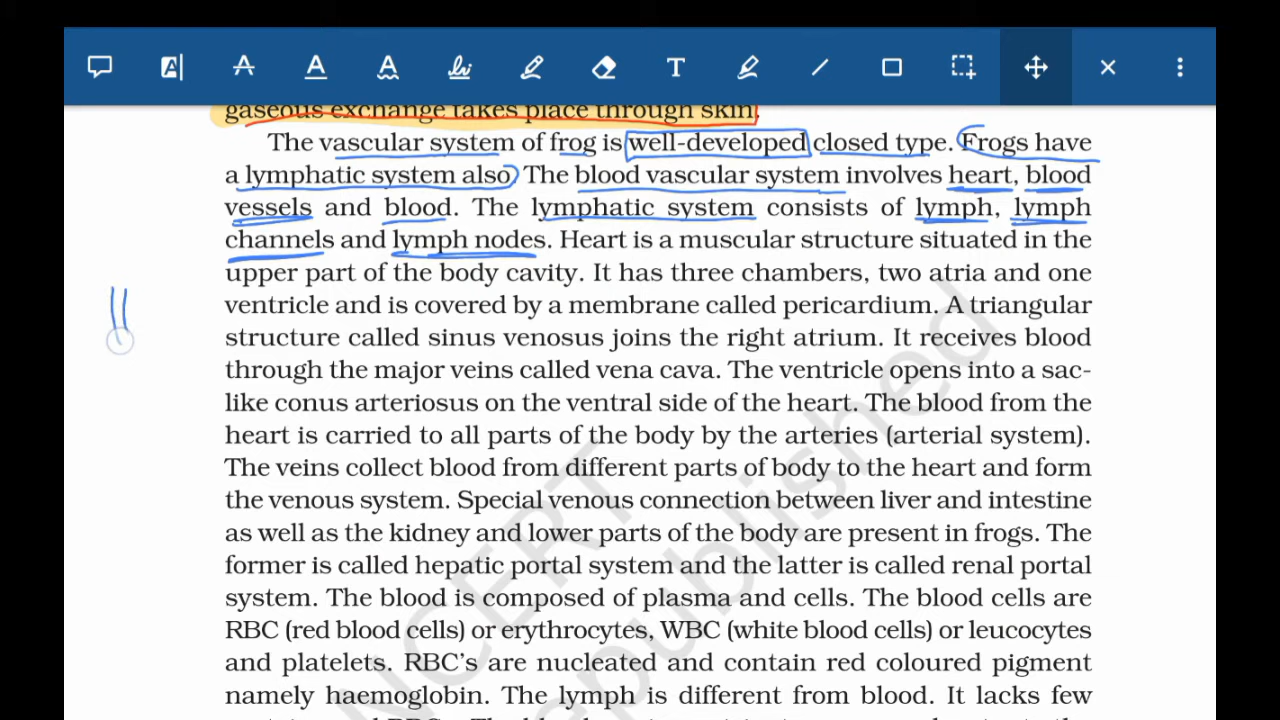 gaseous exchange takes place through skin.
The vascular system of frog is well-developed closed type. Frogs have
a lymphatic system also The blood vascular system involves heart, blood
vessels and blood. The lymphatic system consists of lymph, lymph
channels and lymph nodes. Heart is a muscular structure situated in the
upper part of the body cavity. It has three chambers, two atria and one
ventricle and is covered by a membrane called pericardium. A triangular
structure called sinus venosus joins the right atrium. It receives blood
through the major veins called vena cava. The ventricle opens into a sac-
like conus arteriosus on the ventral side of the heart. The blood from the
heart is carried to all parts of the body by the arteries (arterial system).
The veins collect blood from different parts of body to the heart and form
the venous system. Special venous connection between liver and intestine
as well as the kidney and lower parts of the body are present in frogs. The
former is called hepatic portal system and the latter is called renal portal
system. The blood is composed of plasma and cells. The blood cells are
RBC (red blood cells) or erythrocytes, WBC (white blood cells) or leucocytes
and platelets. RBC's are nucleated and contain red coloured pigment
namely haemoglobin. The lymph is different from blood. It lacks few
NCERT
republished